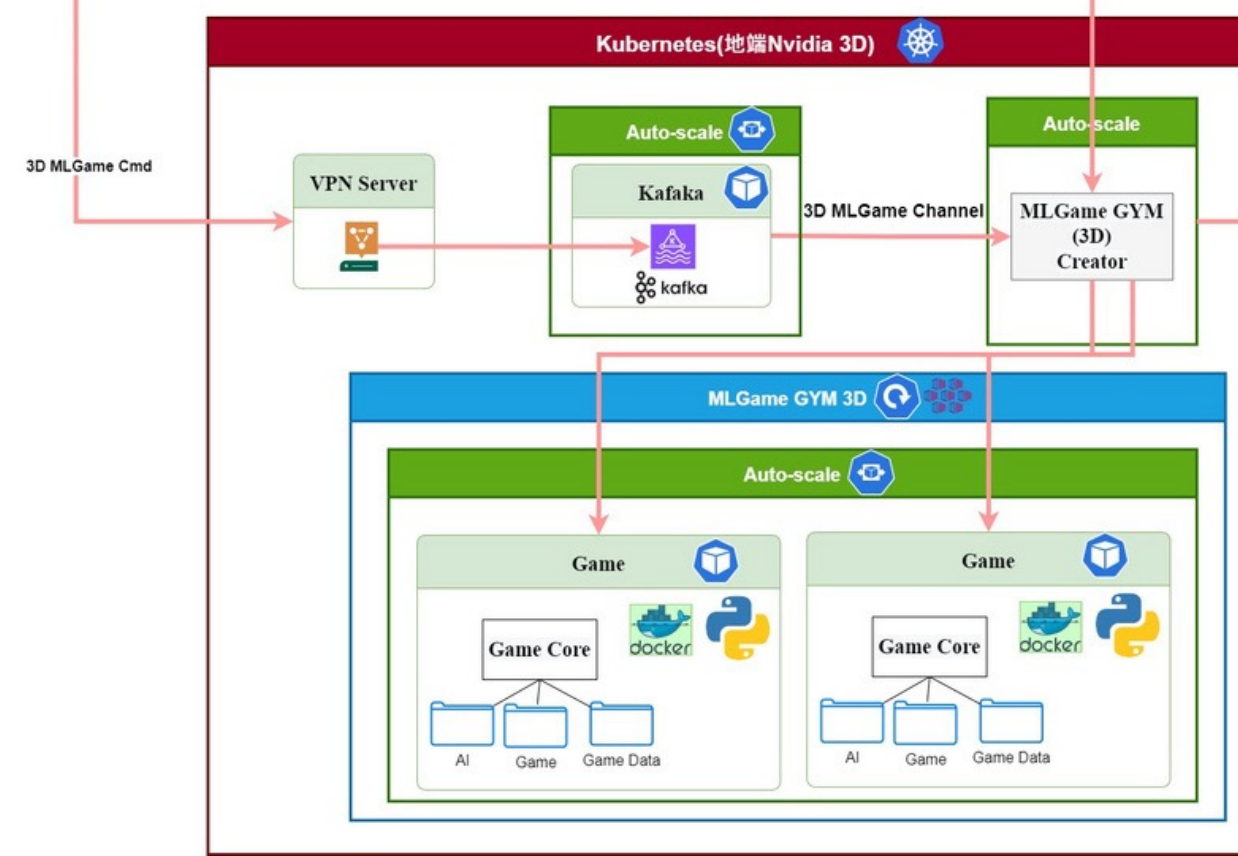 Kubernetes(地端Nvidia 3D)
3D MLGame Cmd
VPN Server
Auto-scale
Kafaka
kafka
3D MLGame Channel
Auto-scale
MLGame GYM
(3D)
Creator
MLGame GYM 3D
Auto-scale
Game
docker
Game Core
AI
Game
Game Data
Game
docker
Game Core
AI
Game
Game Data